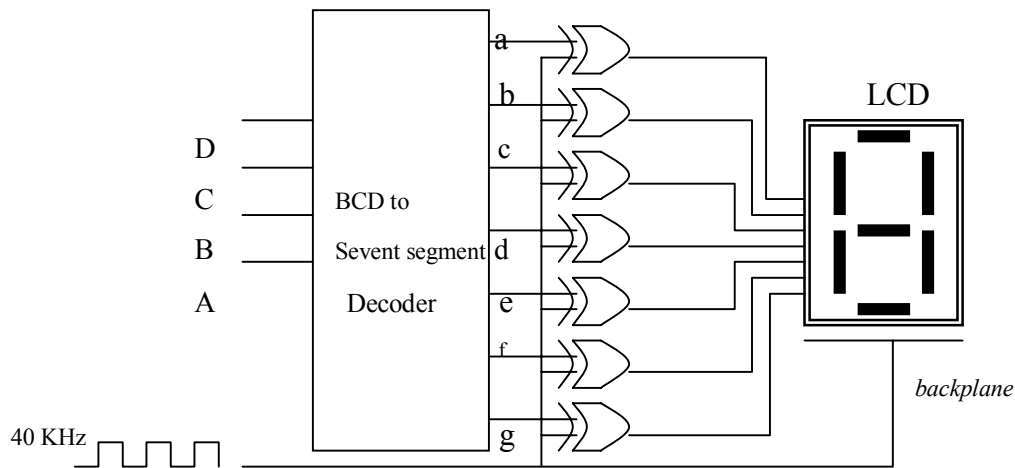 a
b
c
d
e
f
g
D
C
B
A
BCD to
Sevent segment
Decoder
LCD
backplane
40 KHz